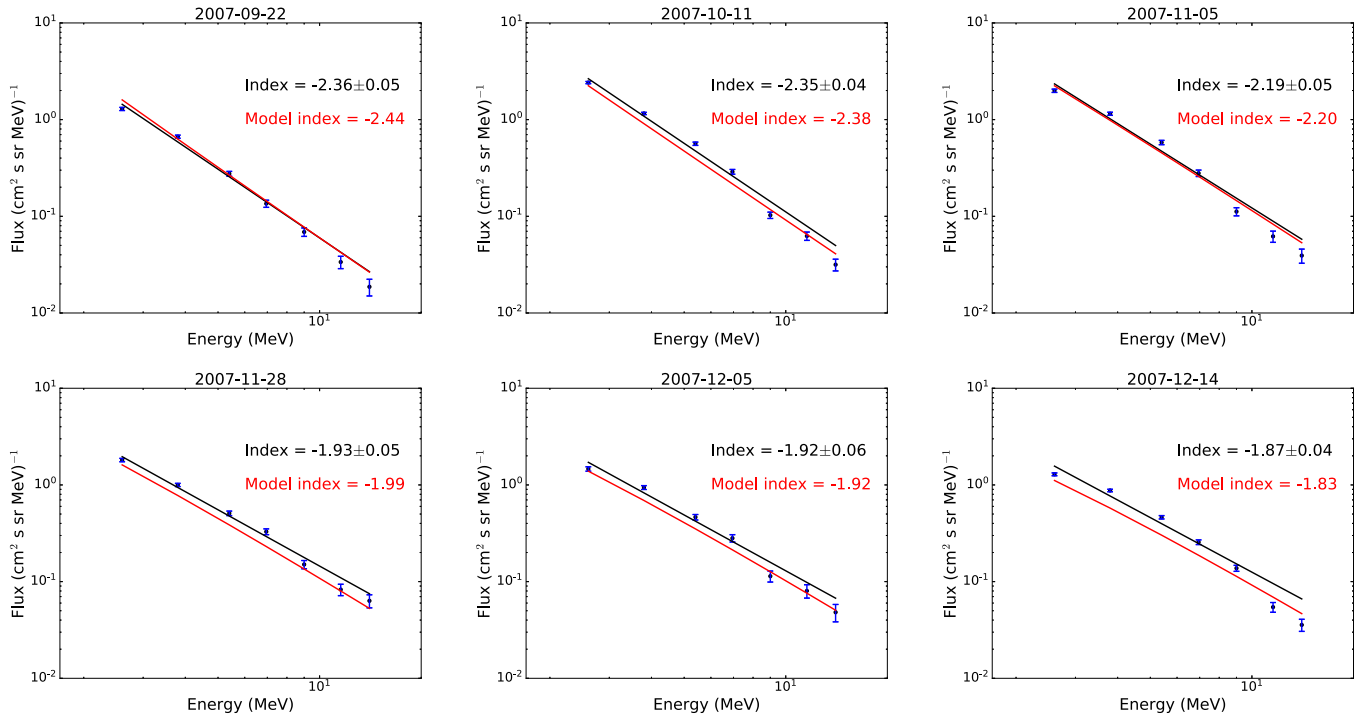 2007-09-22
10¹
10⁰
10⁻¹
10⁻²
Flux (cm² s sr MeV)⁻¹
Index = -2.36±0.05
Model index = -2.44
10¹
Energy (MeV)
2007-10-11
10¹
10⁰
10⁻¹
10⁻²
Flux (cm² s sr MeV)⁻¹
Index = -2.35±0.04
Model index = -2.38
10¹
Energy (MeV)
2007-11-05
10¹
10⁰
10⁻¹
10⁻²
Flux (cm² s sr MeV)⁻¹
Index = -2.19±0.05
Model index = -2.20
10¹
Energy (MeV)
2007-11-28
10¹
10⁰
10⁻¹
10⁻²
Flux (cm² s sr MeV)⁻¹
Index = -1.93±0.05
Model index = -1.99
10¹
Energy (MeV)
2007-12-05
10¹
10⁰
10⁻¹
10⁻²
Flux (cm² s sr MeV)⁻¹
Index = -1.92±0.06
Model index = -1.92
10¹
Energy (MeV)
2007-12-14
10¹
10⁰
10⁻¹
10⁻²
Flux (cm² s sr MeV)⁻¹
Index = -1.87±0.04
Model index = -1.83
10¹
Energy (MeV)